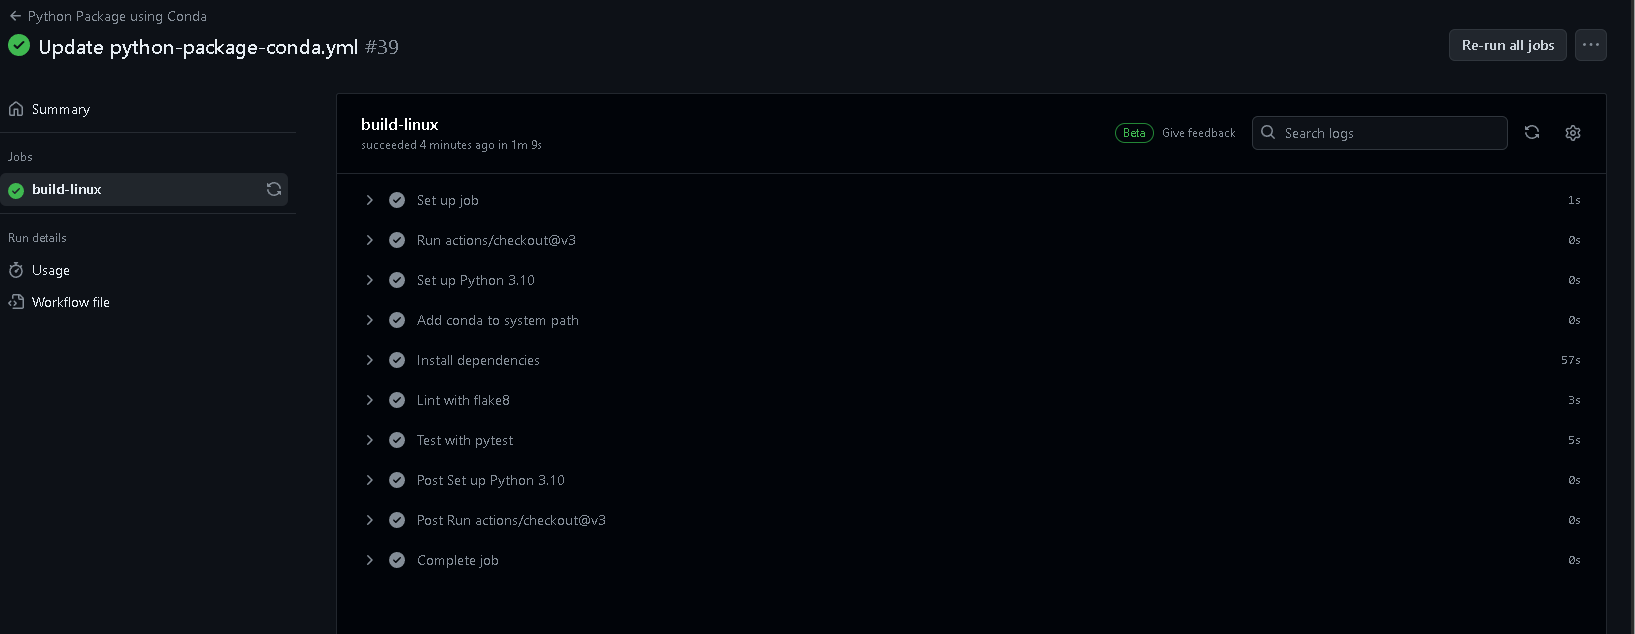 Python Package using Conda
Update python-package-conda.yml #39
Re-run all jobs
Summary
Jobs
build-linux
Run details
Usage
Workflow file
build-linux
succeeded 4 minutes ago in 1m 9s
Beta Give feedback
Search logs
Set up job 1s
Run actions/checkout@v3 0s
Set up Python 3.10 0s
Add conda to system path 0s
Install dependencies 57s
Lint with flake8 3s
Test with pytest 5s
Post Set up Python 3.10 0s
Post Run actions/checkout@v3 0s
Complete job 0s